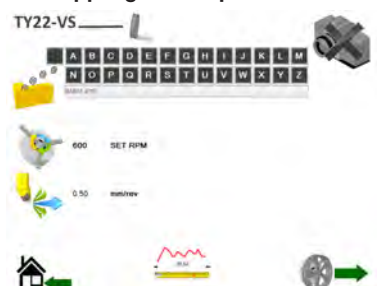 TY22-VS
A B C D E F G H I J K L M
N O P Q R S T U V W X Y Z
600 SET RPM
0.50 mm/rev